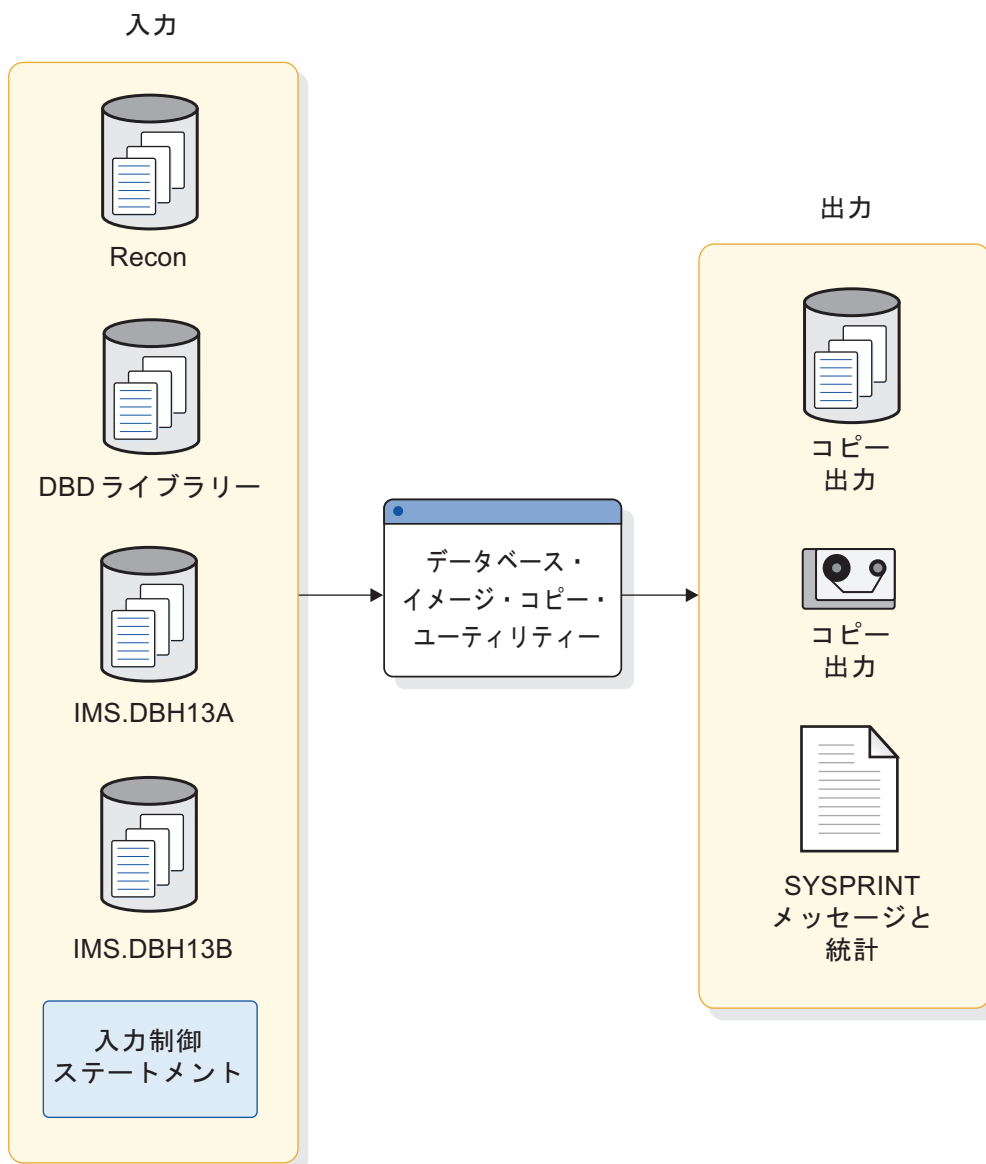 入力
Recon
DBD ライブラリー
IMS.DBH13A
IMS.DBH13B
入力制御
ステートメント
データベース・
イメージ・コピー・
ユーティリティー
出力
コピー
出力
コピー
出力
SYSPRINT
メッセージと
統計